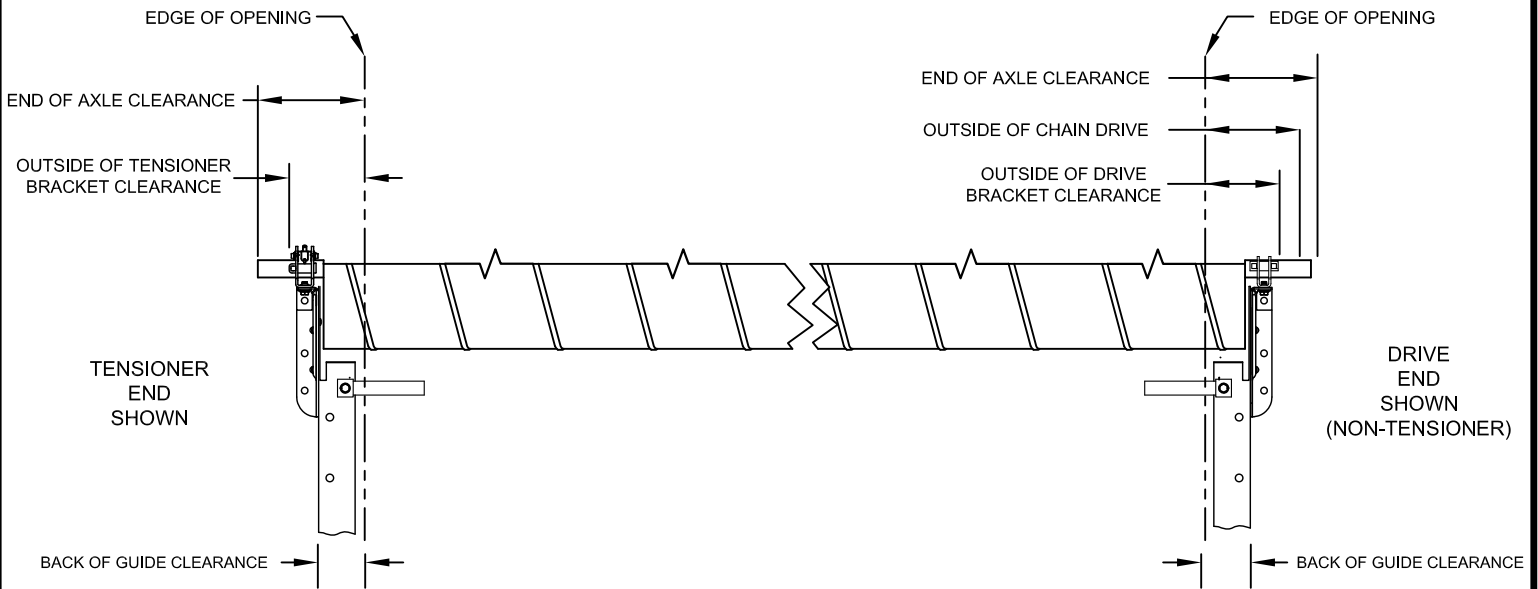 EDGE OF OPENING
EDGE OF OPENING
END OF AXLE CLEARANCE
END OF AXLE CLEARANCE
OUTSIDE OF CHAIN DRIVE
OUTSIDE OF TENSIONER
BRACKET CLEARANCE
OUTSIDE OF DRIVE
BRACKET CLEARANCE
TENSIONER
END
SHOWN
DRIVE
END
SHOWN
(NON-TENSIONER)
BACK OF GUIDE CLEARANCE
BACK OF GUIDE CLEARANCE